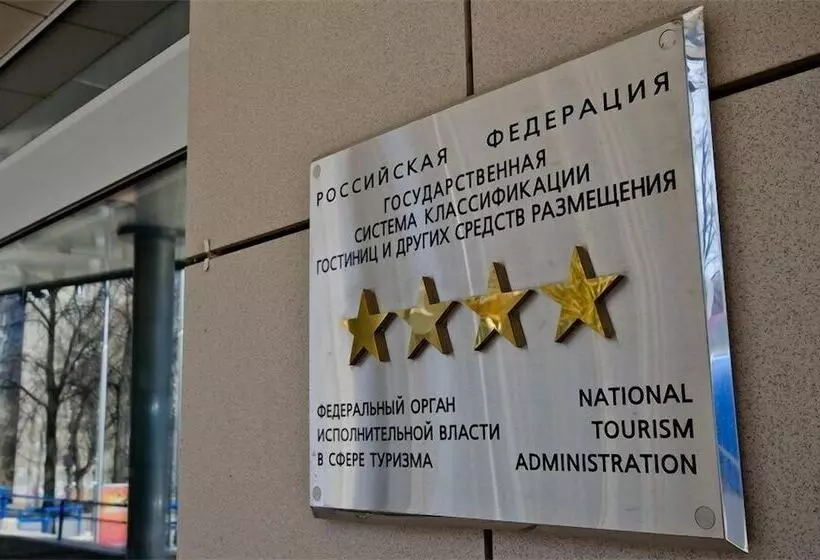 РОССИЙСКАЯ ФЕДЕРАЦИЯ
ГОСУДАРСТВЕННАЯ
СИСТЕМА КЛАССИФИКАЦИИ
ГОСТИНИЦ И ДРУГИХ СРЕДСТВ РАЗМЕЩЕНИЯ
ФЕДЕРАЛЬНЫЙ ОРГАН
ИСПОЛНИТЕЛЬНОЙ ВЛАСТИ
В СФЕРЕ ТУРИЗМА
NATIONAL
TOURISM
ADMINISTRATION